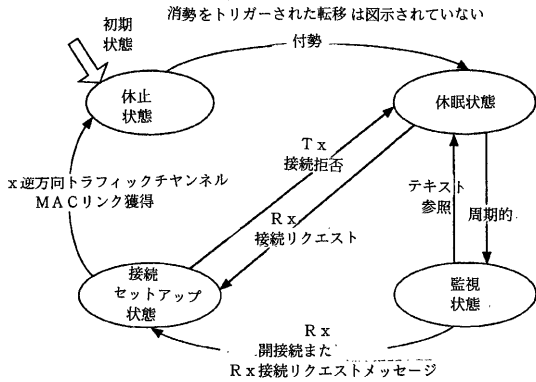 消勢をトリガーされた転移は図示されていない
初期
状態
付勢
休止
状態
休眠状態
Tx
接続拒否
x逆万向トラフィックチヤンネル
MACリンク獲得
Rx
接続リクエスト
テキスト
参照
周期的
接続
セットアップ
状態
監視
状態
Rx
開接続また
Rx接続リクエストメッセージ